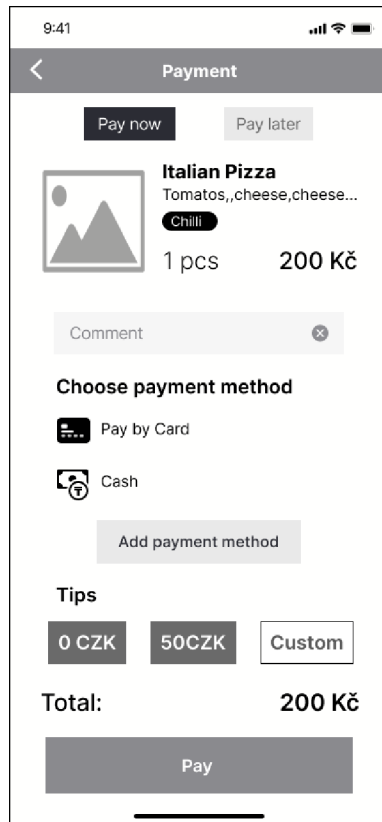 9:41
Payment
Pay now Pay later
Italian Pizza
Tomatos,,cheese,cheese...
Chilli
1 pcs 200 Kč
Comment
Choose payment method
Pay by Card
Cash
Add payment method
Tips
0 CZK 50CZK Custom
Total: 200 Kč
Pay